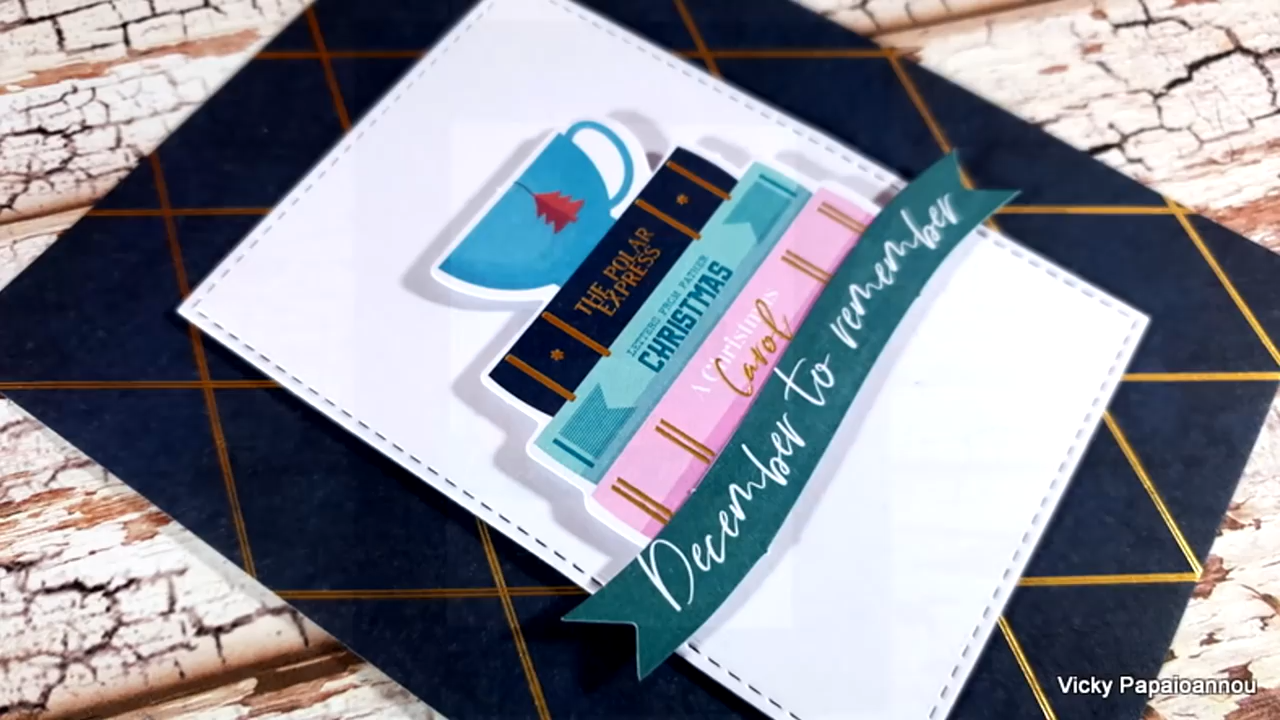 THE POLAR
EXPRESS
LETTERS FROM FATHER
CHRISTMAS
A Christmas
Carol
December to remember
Vicky Papaioannou